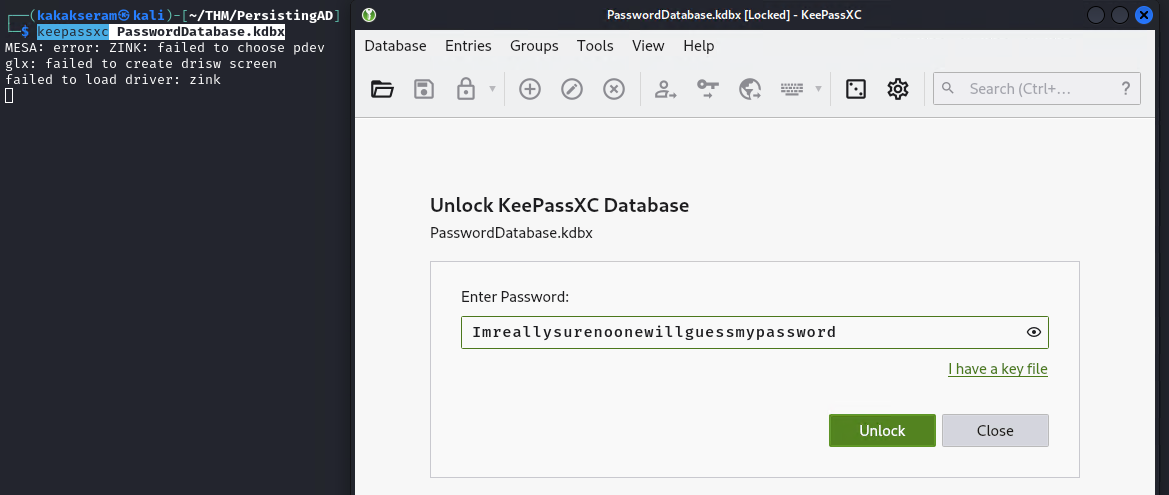 ┌──(kakakseram㉿kali)-[~/THM/PersistingAD]
└─$ keepassxc PasswordDatabase.kdbx
MESA: error: ZINK: failed to choose pdev
glx: failed to create drisw screen
failed to load driver: zink
PasswordDatabase.kdbx [Locked] - KeePassXC
Database Entries Groups Tools View Help
Search (Ctrl+... ?
Unlock KeePassXC Database
PasswordDatabase.kdbx
Enter Password:
Imreallysurenoonewillguessmypassword
I have a key file
Unlock Close